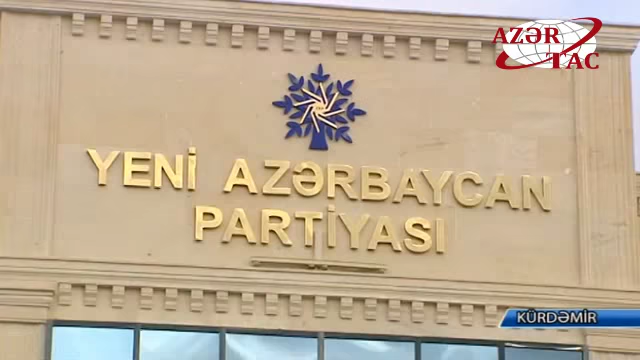 AZƏR
TAC
YENİ AZƏRBAYCAN
PARTİYASI
KÜRDƏMİR